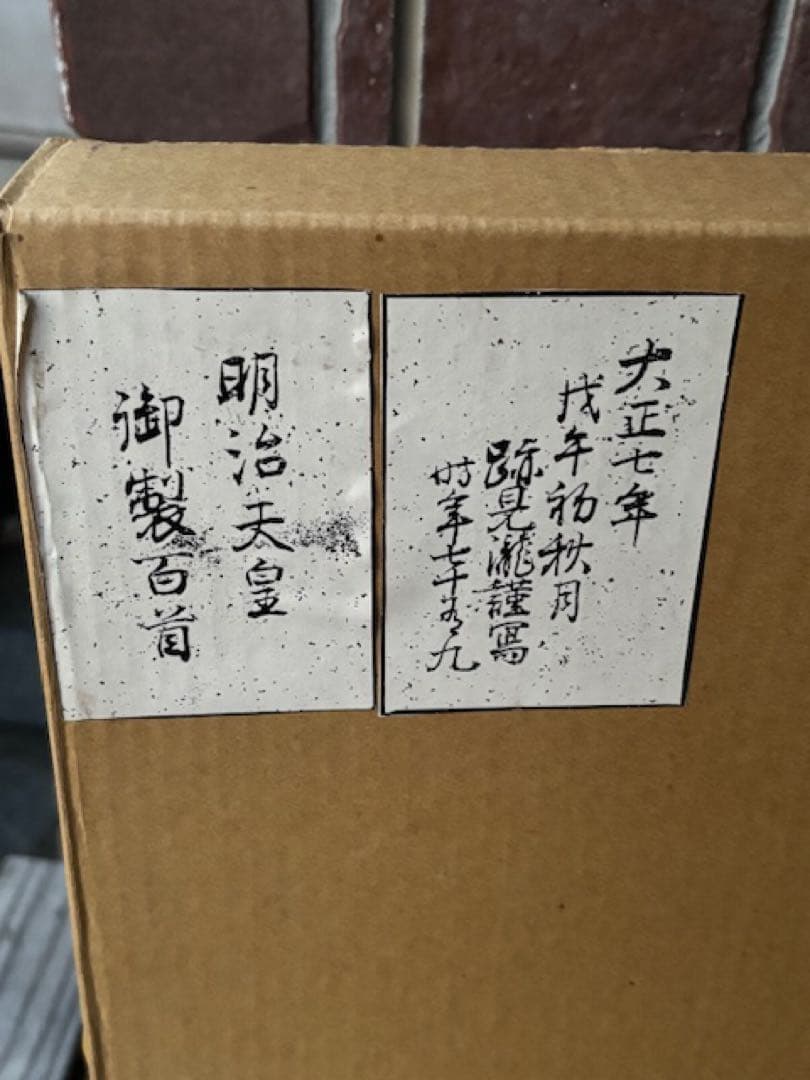 大正七年
戊午初秋月
跡見瀧謹寫
時年七十有九
明治天皇
御製百首